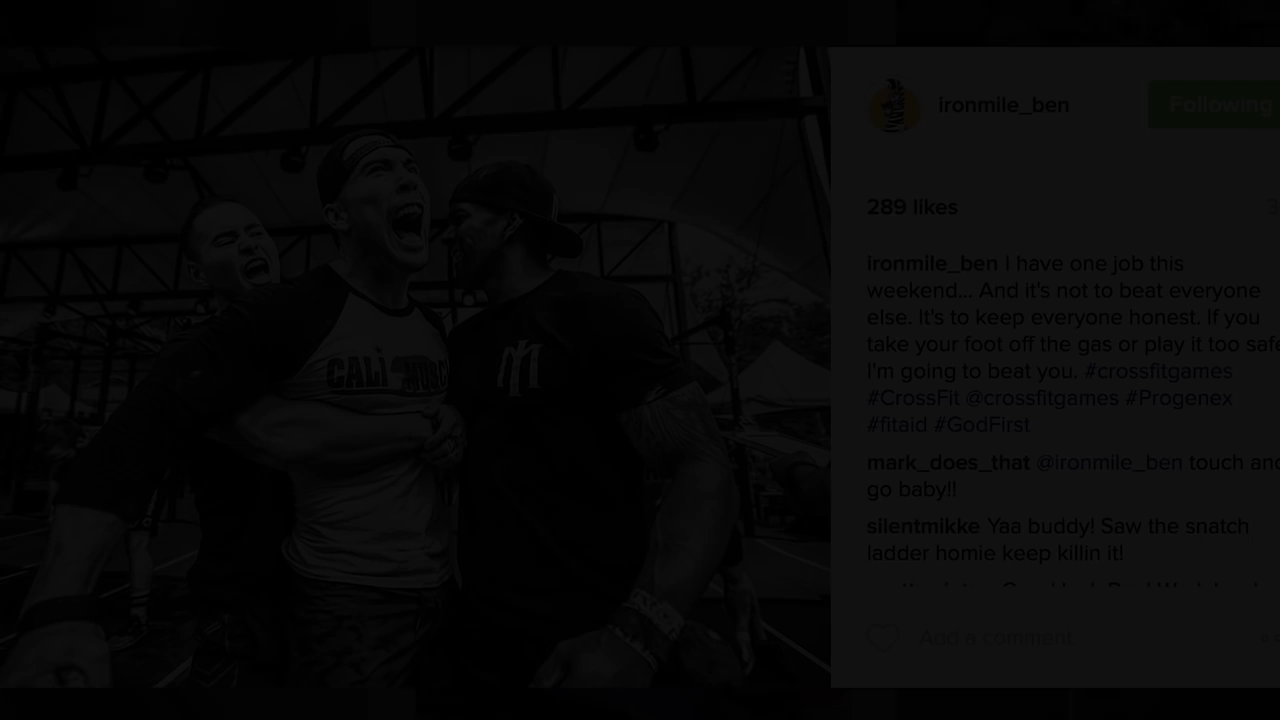 ironmile_ben
Following
289 likes
ironmile_ben I have one job this
weekend... And it's not to beat everyone
else. It's to keep everyone honest. If you
take your foot off the gas or play it too safe
I'm going to beat you. #crossfitgames
#CrossFit @crossfitgames #Progenex
#fitaid #GodFirst
mark_does_that @ironmile_ben touch and
go baby!!
silentmikke Yaa buddy! Saw the snatch
ladder homie keep killin it!
Add a comment
CALI